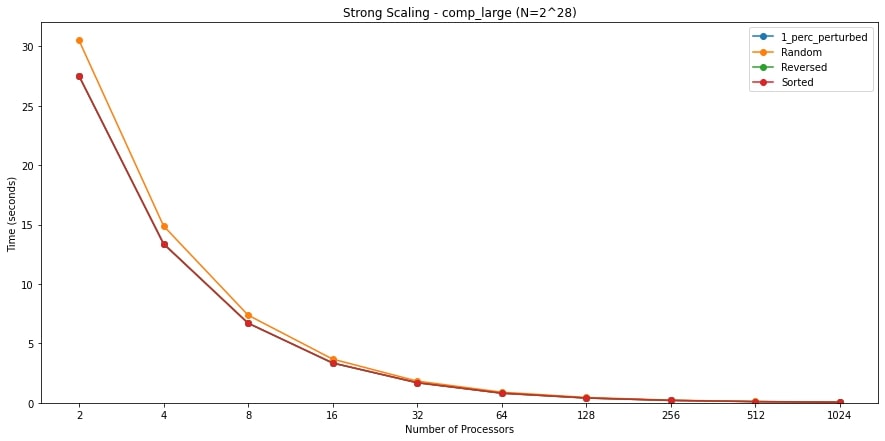 Strong Scaling - comp_large (N=2^28)
1_perc_perturbed
Random
Reversed
Sorted
30
25
20
15
10
5
0
Time (seconds)
2 4 8 16 32 64 128 256 512 1024
Number of Processors